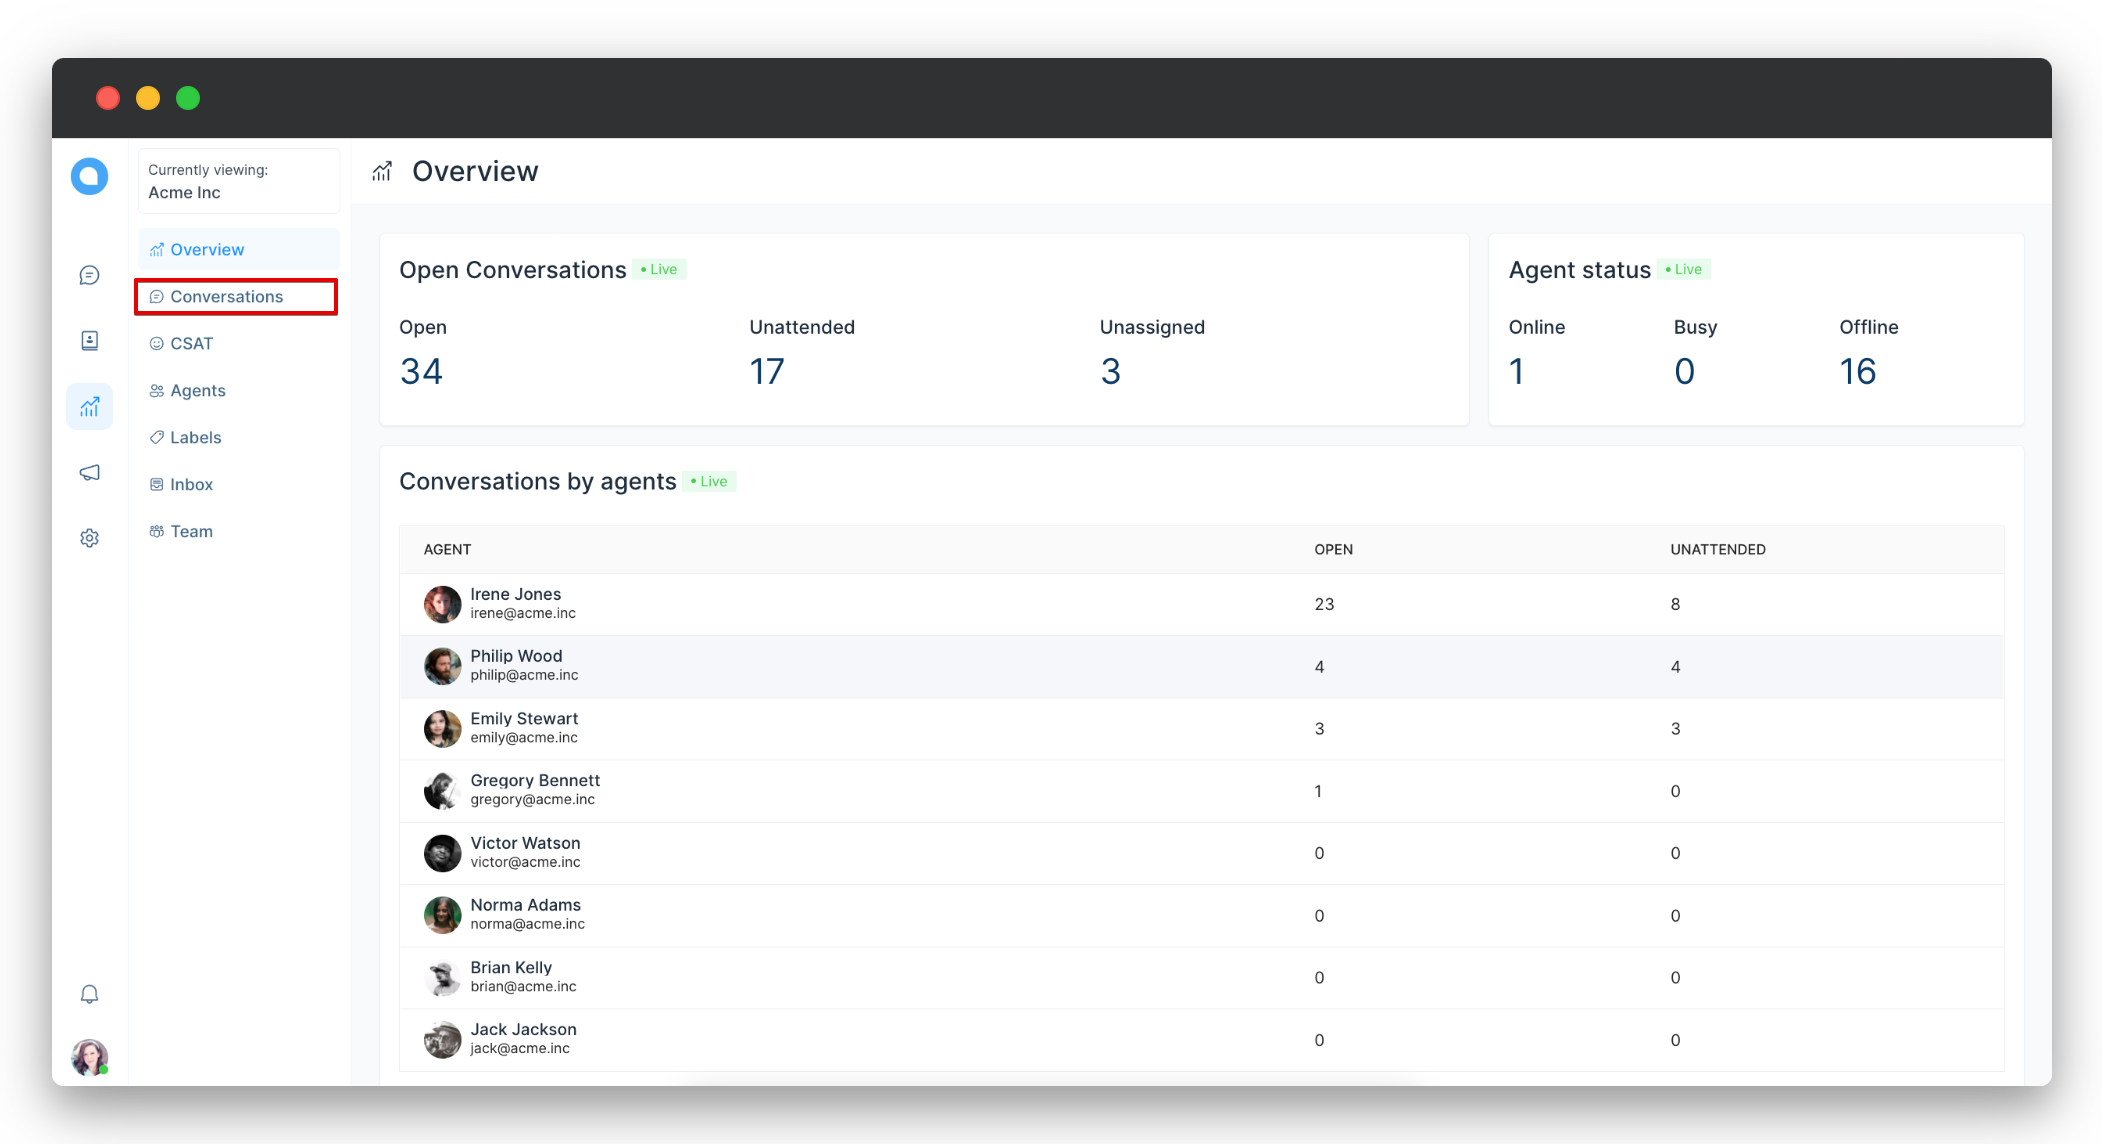 Currently viewing:
Acme Inc
Overview
Conversations
CSAT
Agents
Labels
Inbox
Team
Overview
Open Conversations • Live
Open Unattended Unassigned
34 17 3
Agent status • Live
Online Busy Offline
1 0 16
Conversations by agents • Live
AGENT OPEN UNATTENDED
Irene Jones
irene@acme.inc
23 8
Philip Wood
philip@acme.inc
4 4
Emily Stewart
emily@acme.inc
3 3
Gregory Bennett
gregory@acme.inc
1 0
Victor Watson
victor@acme.inc
0 0
Norma Adams
norma@acme.inc
0 0
Brian Kelly
brian@acme.inc
0 0
Jack Jackson
jack@acme.inc
0 0